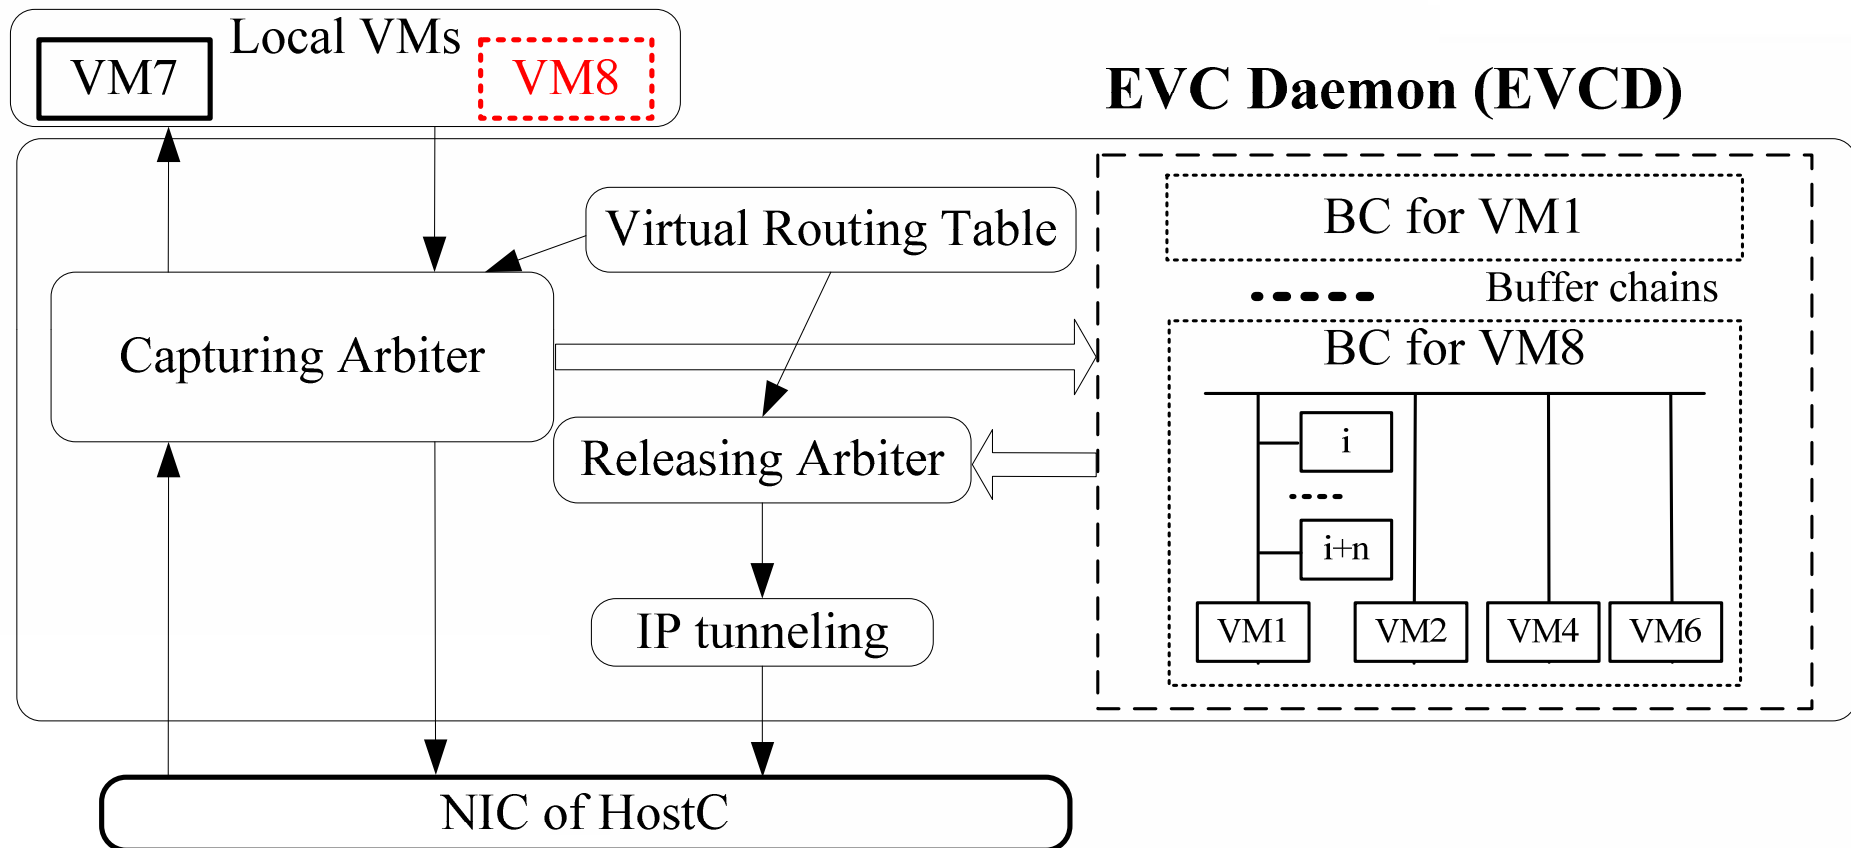 Local VMs
VM7
VM8
EVC Daemon (EVCD)
Virtual Routing Table
BC for VM1
Buffer chains
Capturing Arbiter
BC for VM8
Releasing Arbiter
i
i+n
IP tunneling
VM1
VM2
VM4
VM6
NIC of HostC